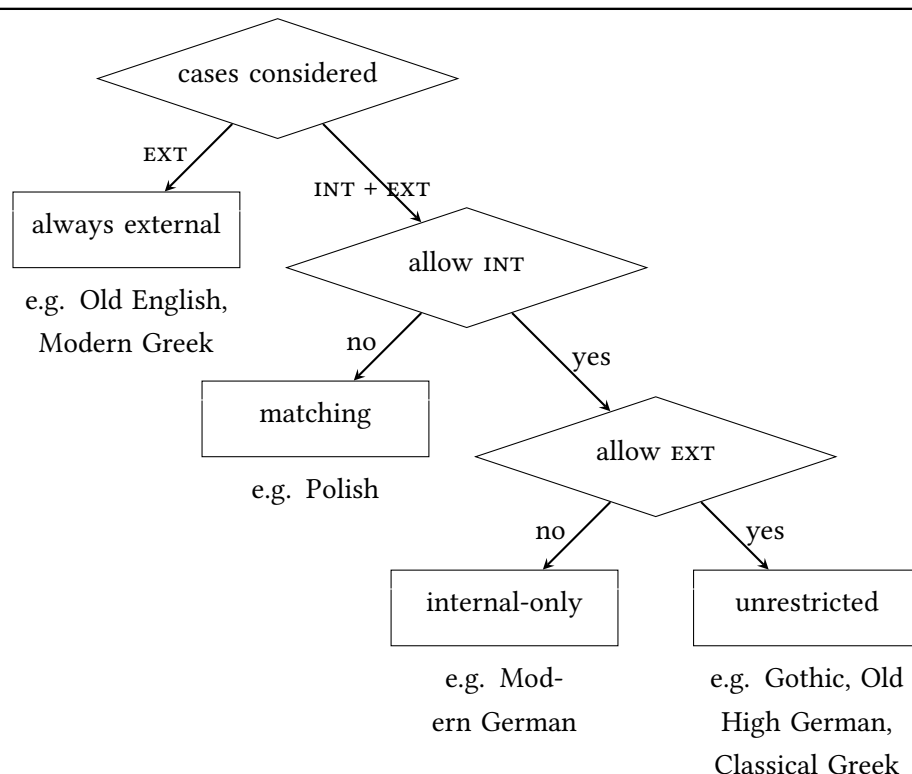 cases considered
EXT
INT + EXT
always external
allow INT
e.g. Old English,
Modern Greek
no
yes
matching
allow EXT
e.g. Polish
no
yes
internal-only
unrestricted
e.g. Mod-
ern German
e.g. Gothic, Old
High German,
Classical Greek